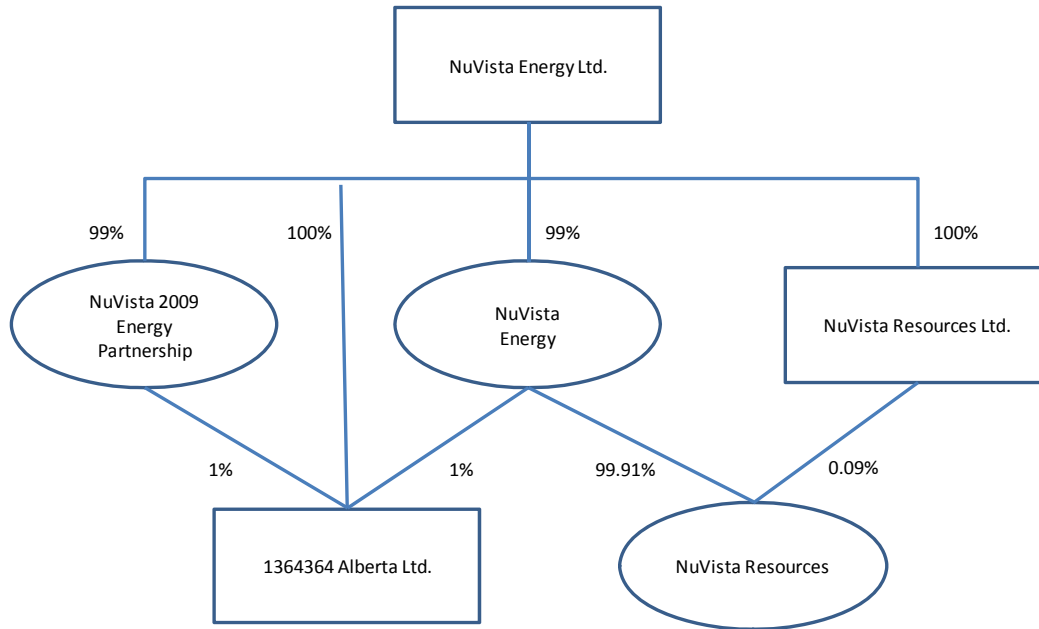 NuVista Energy Ltd.
99%
100%
99%
100%
NuVista 2009
Energy
Partnership
NuVista
Energy
NuVista Resources Ltd.
1%
1%
99.91%
0.09%
1364364 Alberta Ltd.
NuVista Resources